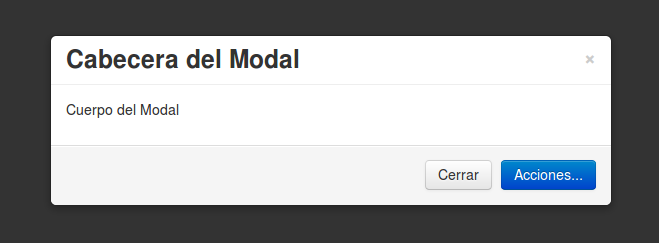 Cabecera del Modal
×
Cuerpo del Modal
Cerrar
Acciones...